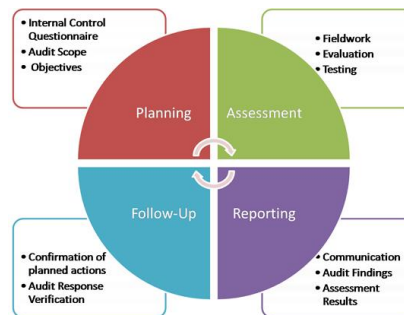 • Internal Control
Questionnaire
• Audit Scope
• Objectives
• Fieldwork
• Evaluation
• Testing
Planning
Assessment
Follow-Up
Reporting
• Confirmation of
planned actions
• Audit Response
Verification
• Communication
• Audit Findings
• Assessment
Results